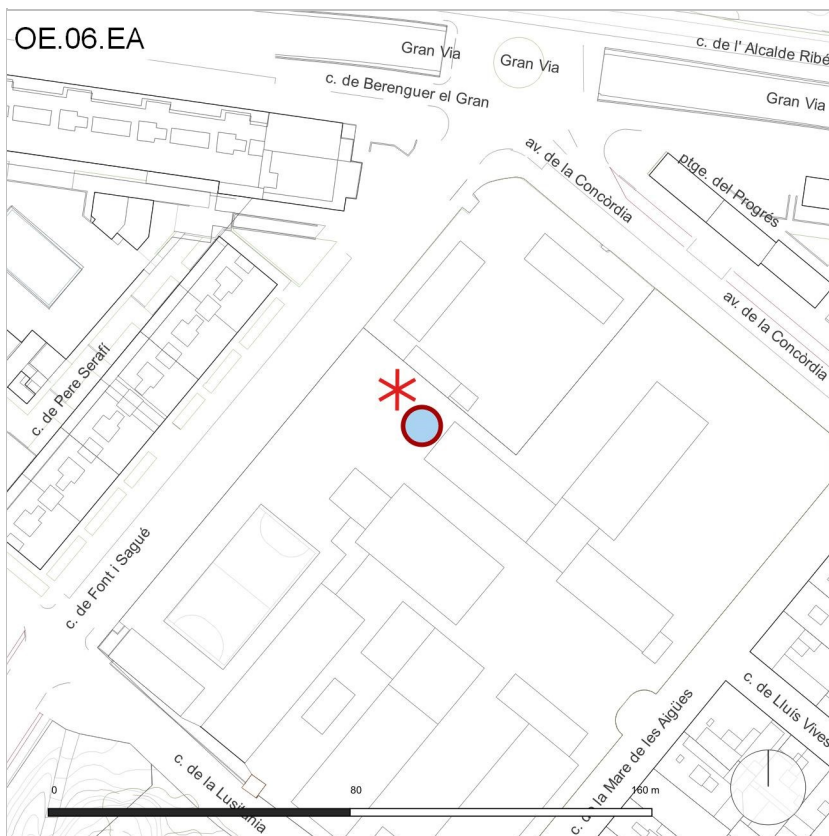 OE.06.EA
Gran Via
Gran Via
c. de l' Alcalde Ribé
c. de Berenguer el Gran
Gran Via
av. de la Concòrdia
ptge. del Progrés
av. de la Concòrdia
c. de Pere Serafí
c. de Font i Sagué
c. de Lluís Vives
c. de la Mare de les Aigües
c. de la Lusitània
0
80
160 m